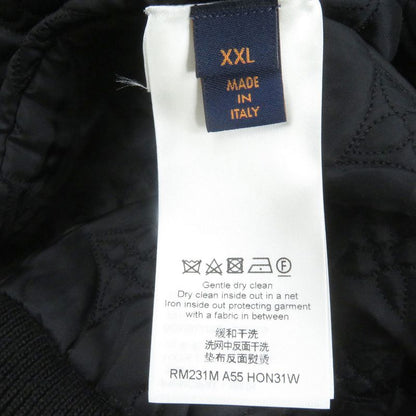 XXL
MADE
IN
ITALY
F
Gentle dry clean
Dry clean inside out in a net
Iron inside out protecting garment
with a fabric in between
缓和干洗
洗网中反面干洗
垫布反面熨烫
RM231M A55 HON31W